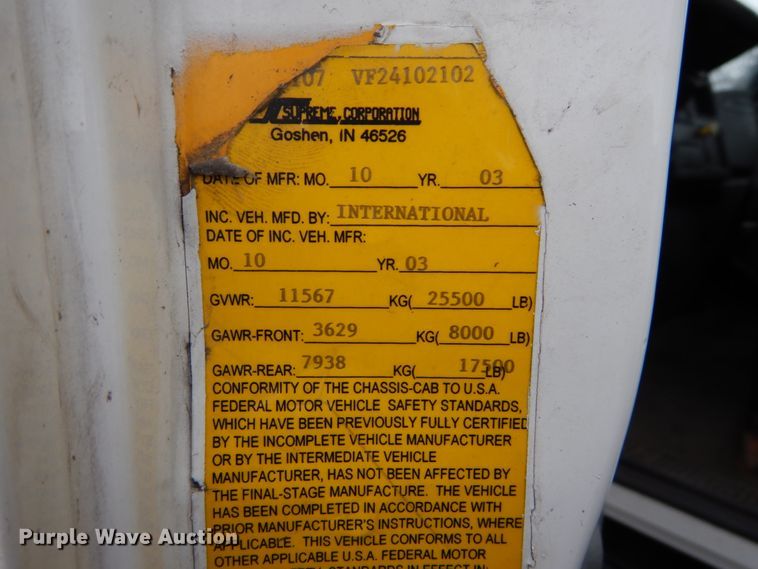 107 VF24102102
SUPREME, CORPORATION
Goshen, IN 46526
DATE OF MFR: MO. 10 YR. 03
INC. VEH. MFD. BY: INTERNATIONAL
DATE OF INC. VEH. MFR:
MO. 10 YR. 03
GVWR: 11567 KG( 25500 LB)
GAWR-FRONT: 3629 KG( 8000 LB)
GAWR-REAR: 7938 KG( 17500 LB)
CONFORMITY OF THE CHASSIS-CAB TO U.S.A.
FEDERAL MOTOR VEHICLE SAFETY STANDARDS,
WHICH HAVE BEEN PREVIOUSLY FULLY CERTIFIED
BY THE INCOMPLETE VEHICLE MANUFACTURER
OR BY THE INTERMEDIATE VEHICLE
MANUFACTURER, HAS NOT BEEN AFFECTED BY
THE FINAL-STAGE MANUFACTURE. THE VEHICLE
HAS BEEN COMPLETED IN ACCORDANCE WITH
PRIOR MANUFACTURER'S INSTRUCTIONS, WHERE
APPLICABLE. THIS VEHICLE CONFORMS TO ALL
OTHER APPLICABLE U.S.A. FEDERAL MOTOR
STANDARDS IN EFFECT IN:
Purple Wave Auction